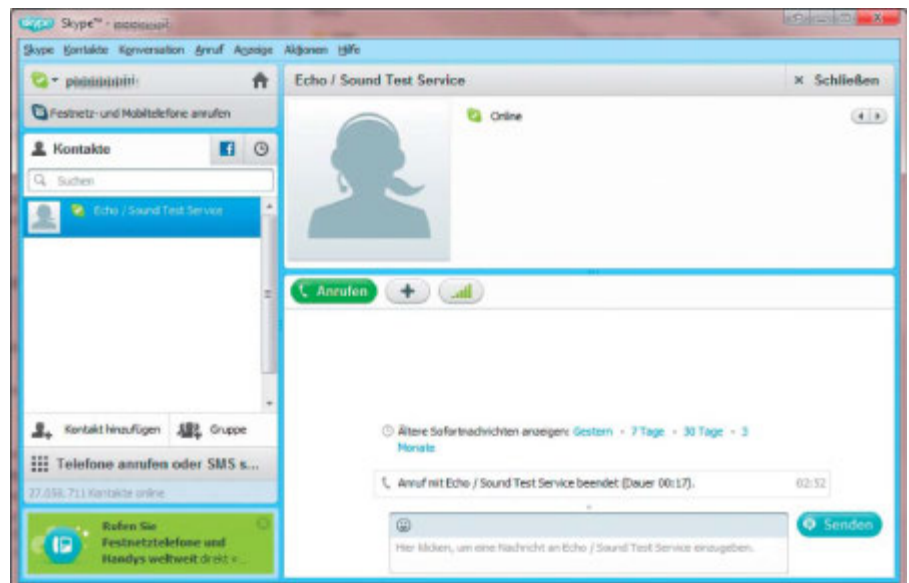 Skype™ -
Skype Kontakte Konversation Anruf Anzeige Aktionen Hilfe
Festnetz- und Mobiltelefone anrufen
Kontakte
Suchen
Echo / Sound Test Service
Kontakt hinzufügen Gruppe
Telefone anrufen oder SMS s...
Kontakte online
Rufen Sie
Festnetztelefone und
Handys weltweit direkt v...
Echo / Sound Test Service
× Schließen
Online
Anrufen
Ältere Sofortnachrichten anzeigen: Gestern • 7 Tage • 30 Tage • 3
Monate
Anruf mit Echo / Sound Test Service beendet (Dauer 00:17). 02:52
Hier klicken, um eine Nachricht an Echo / Sound Test Service einzugeben.
Senden